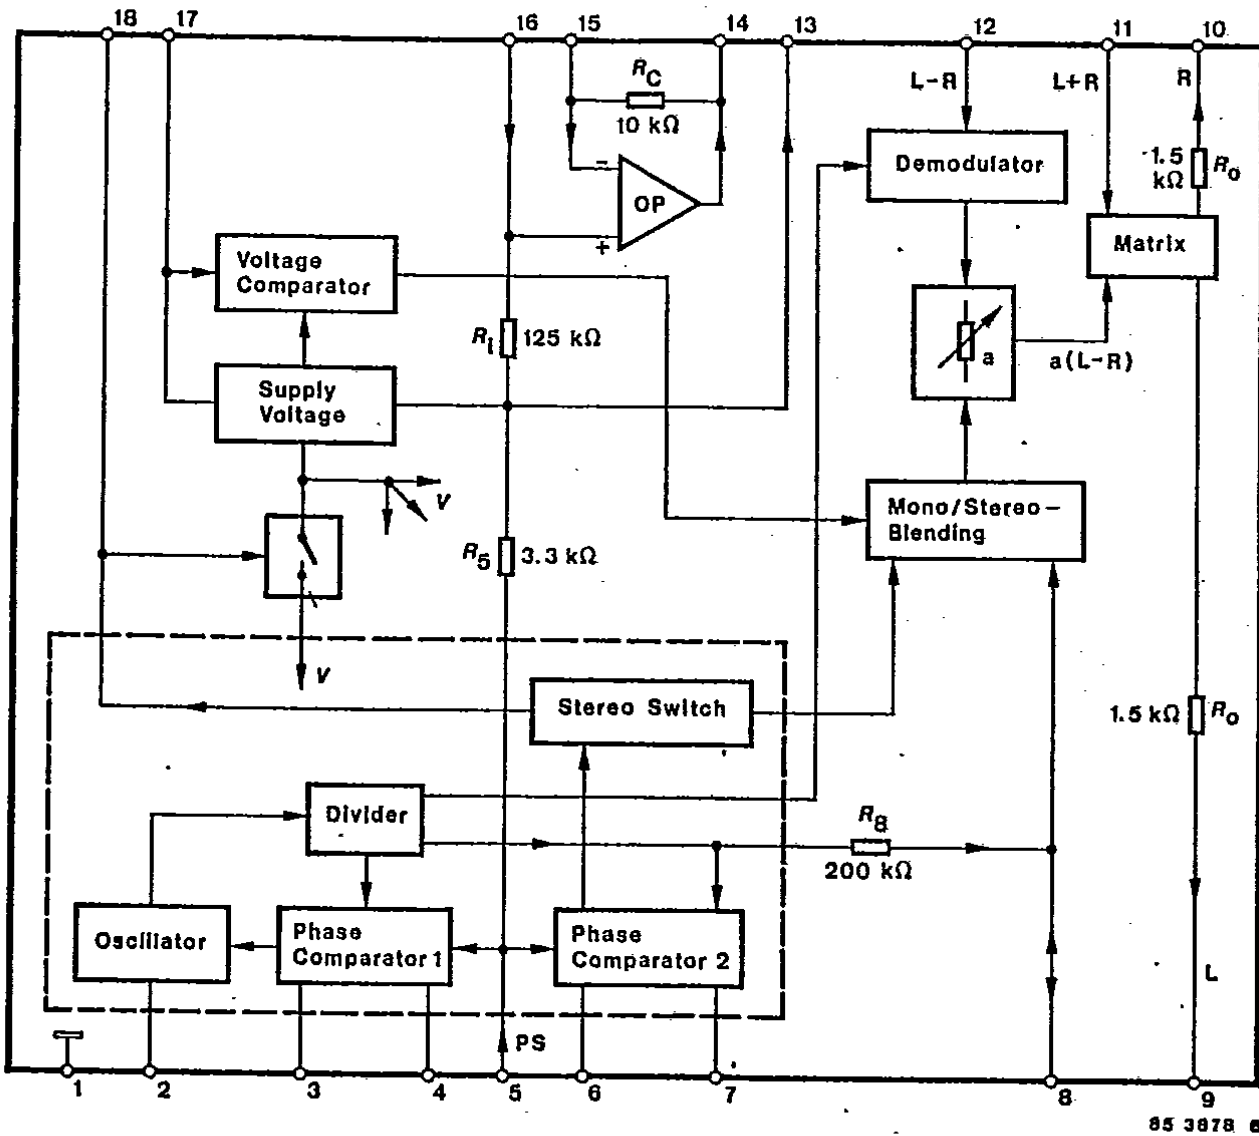 18 17 16 15 14 13 12 11 10
R_C
10 kΩ
L-R
L+R
R
-
OP
+
Demodulator
1.5
kΩ
R_o
Matrix
Voltage
Comparator
R_i 125 kΩ
a
a(L-R)
Supply
Voltage
V
Mono/Stereo-
Blending
R_5 3.3 kΩ
V
Stereo Switch
1.5 kΩ R_o
Divider
R_8
200 kΩ
Oscillator
Phase
Comparator 1
Phase
Comparator 2
L
PS
1 2 3 4 5 6 7 8 9
85 3878